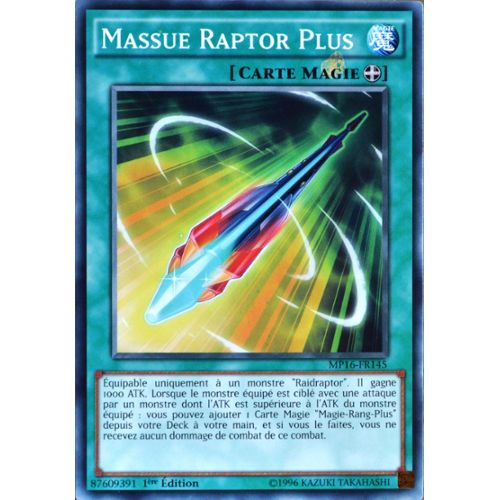 MASSUE RAPTOR PLUS
MAGIE
魔
[CARTE MAGIE]
MP16-FR145
Équipable uniquement à un monstre "Raidraptor". Il gagne
1000 ATK. Lorsque le monstre équipé est ciblé avec une attaque
par un monstre dont l'ATK est supérieure à l'ATK du monstre
équipé : vous pouvez ajouter 1 Carte Magie "Magie-Rang-Plus"
depuis votre Deck à votre main, et si vous le faites, vous ne
recevez aucun dommage de combat de ce combat.
87609391 1ère Édition ©1996 KAZUKI TAKAHASHI